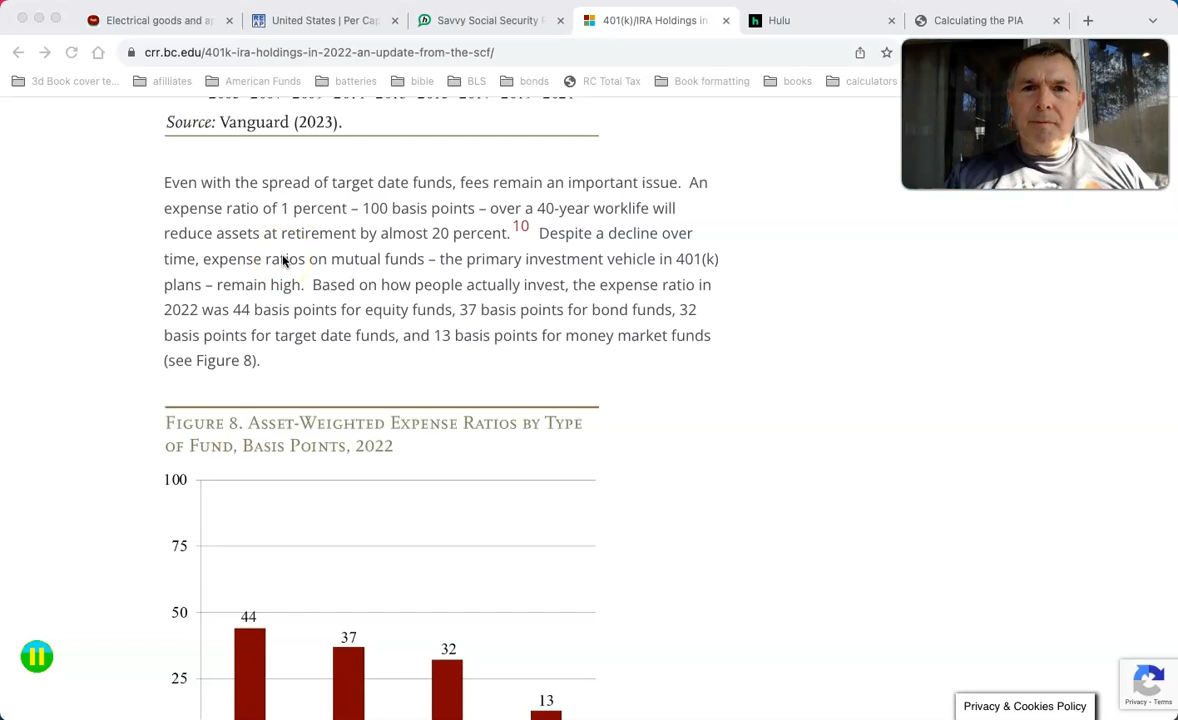 Electrical goods and ap
United States | Per Cap
Savvy Social Security P
401(k)/IRA Holdings in
Hulu
Calculating the PIA
crr.bc.edu/401k-ira-holdings-in-2022-an-update-from-the-scf/
3d Book cover te...
afiiliates
American Funds
batteries
bible
BLS
bonds
RC Total Tax
Book formatting
books
calculators
Source: Vanguard (2023).
Even with the spread of target date funds, fees remain an important issue. An
expense ratio of 1 percent – 100 basis points – over a 40-year worklife will
reduce assets at retirement by almost 20 percent. 10 Despite a decline over
time, expense ratios on mutual funds – the primary investment vehicle in 401(k)
plans – remain high. Based on how people actually invest, the expense ratio in
2022 was 44 basis points for equity funds, 37 basis points for bond funds, 32
basis points for target date funds, and 13 basis points for money market funds
(see Figure 8).
Figure 8. Asset-Weighted Expense Ratios by Type
of Fund, Basis Points, 2022
100
75
50
25
44
37
32
13
Privacy & Cookies Policy
Privacy - Terms